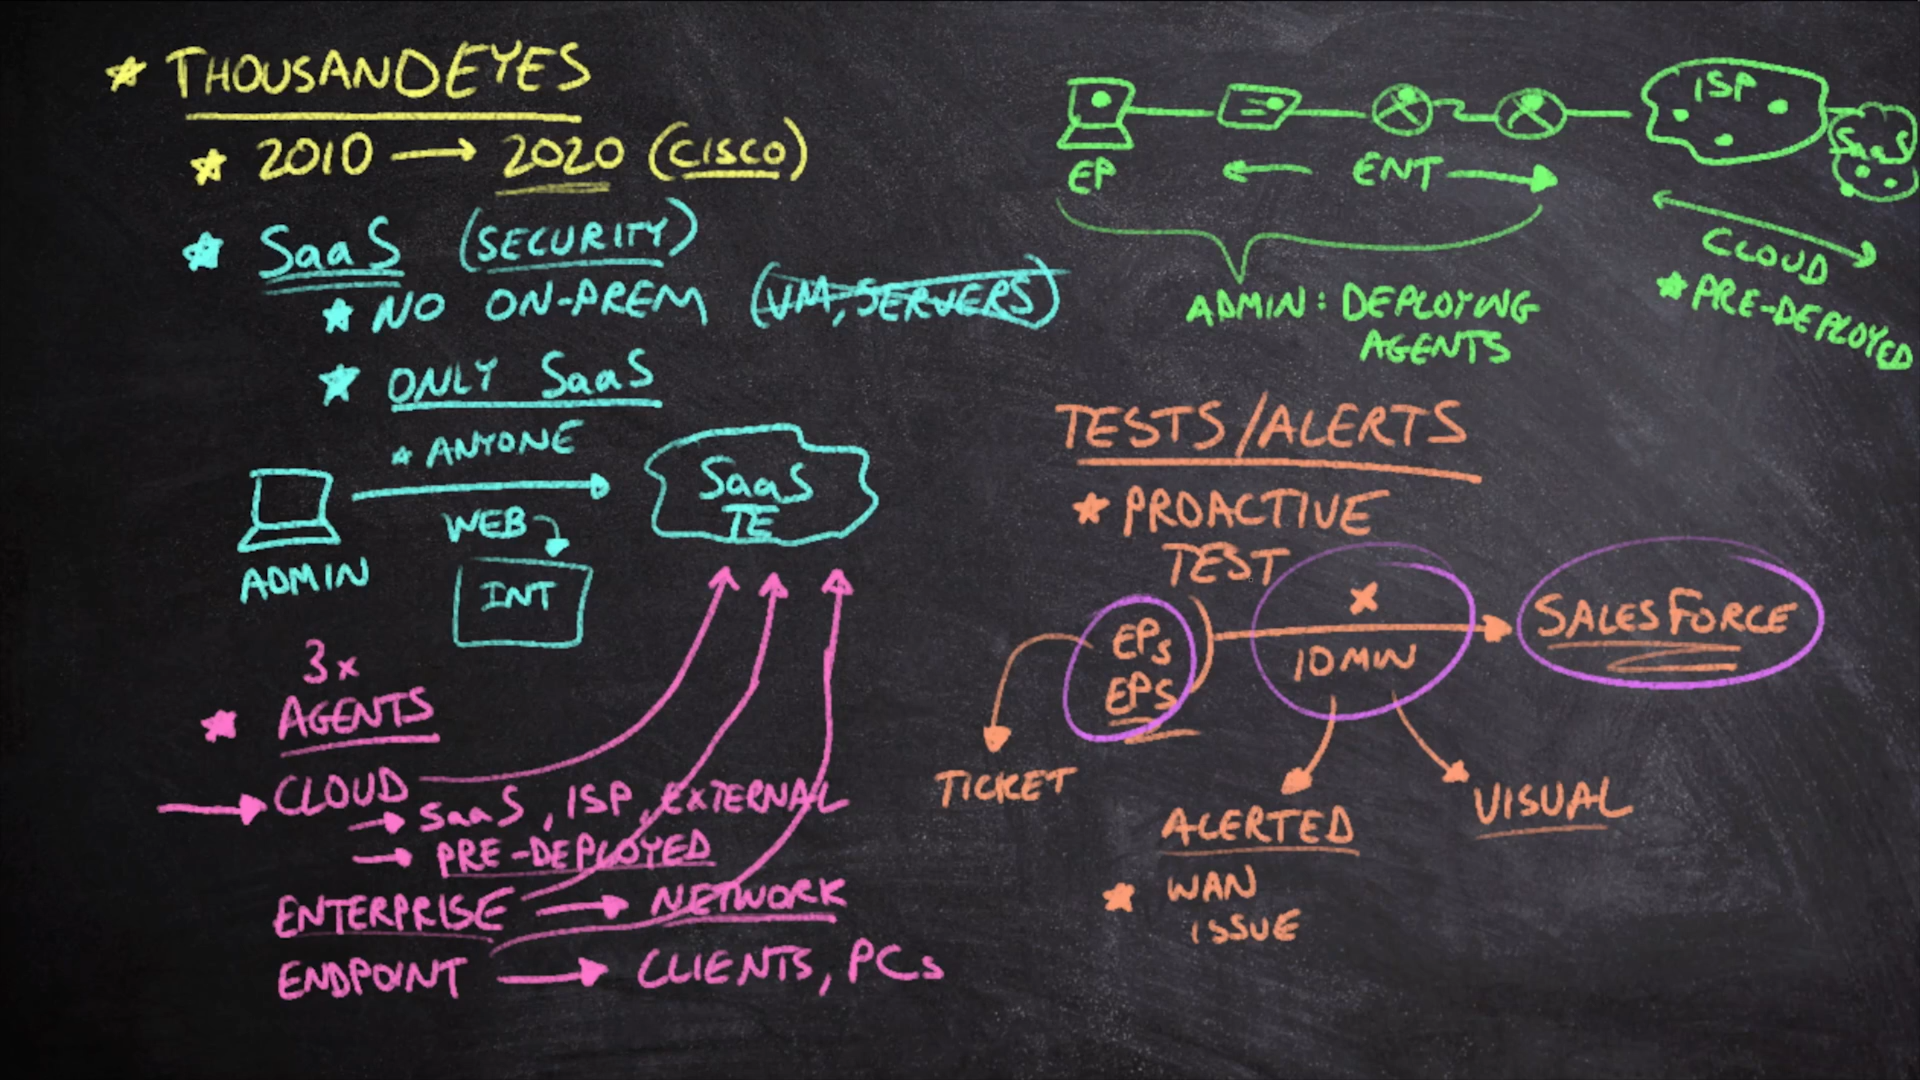 THOUSANDEYES
2010 → 2020 (CISCO)
SaaS (SECURITY)
NO ON-PREM (VM, SERVERS)
ONLY SaaS
ANYONE
WEB
SaaS
TE
ADMIN
INT
3x
AGENTS
CLOUD
→ SaaS, ISP, EXTERNAL
→ PRE-DEPLOYED
ENTERPRISE → NETWORK
ENDPOINT → CLIENTS, PCs
ISP
SaaS
EP
← ENT →
CLOUD
PRE-DEPLOYED
ADMIN: DEPLOYING
AGENTS
TESTS/ALERTS
PROACTIVE
TEST
EPs
EPS
x
10MIN
SALESFORCE
TICKET
ALERTED
VISUAL
WAN
ISSUE